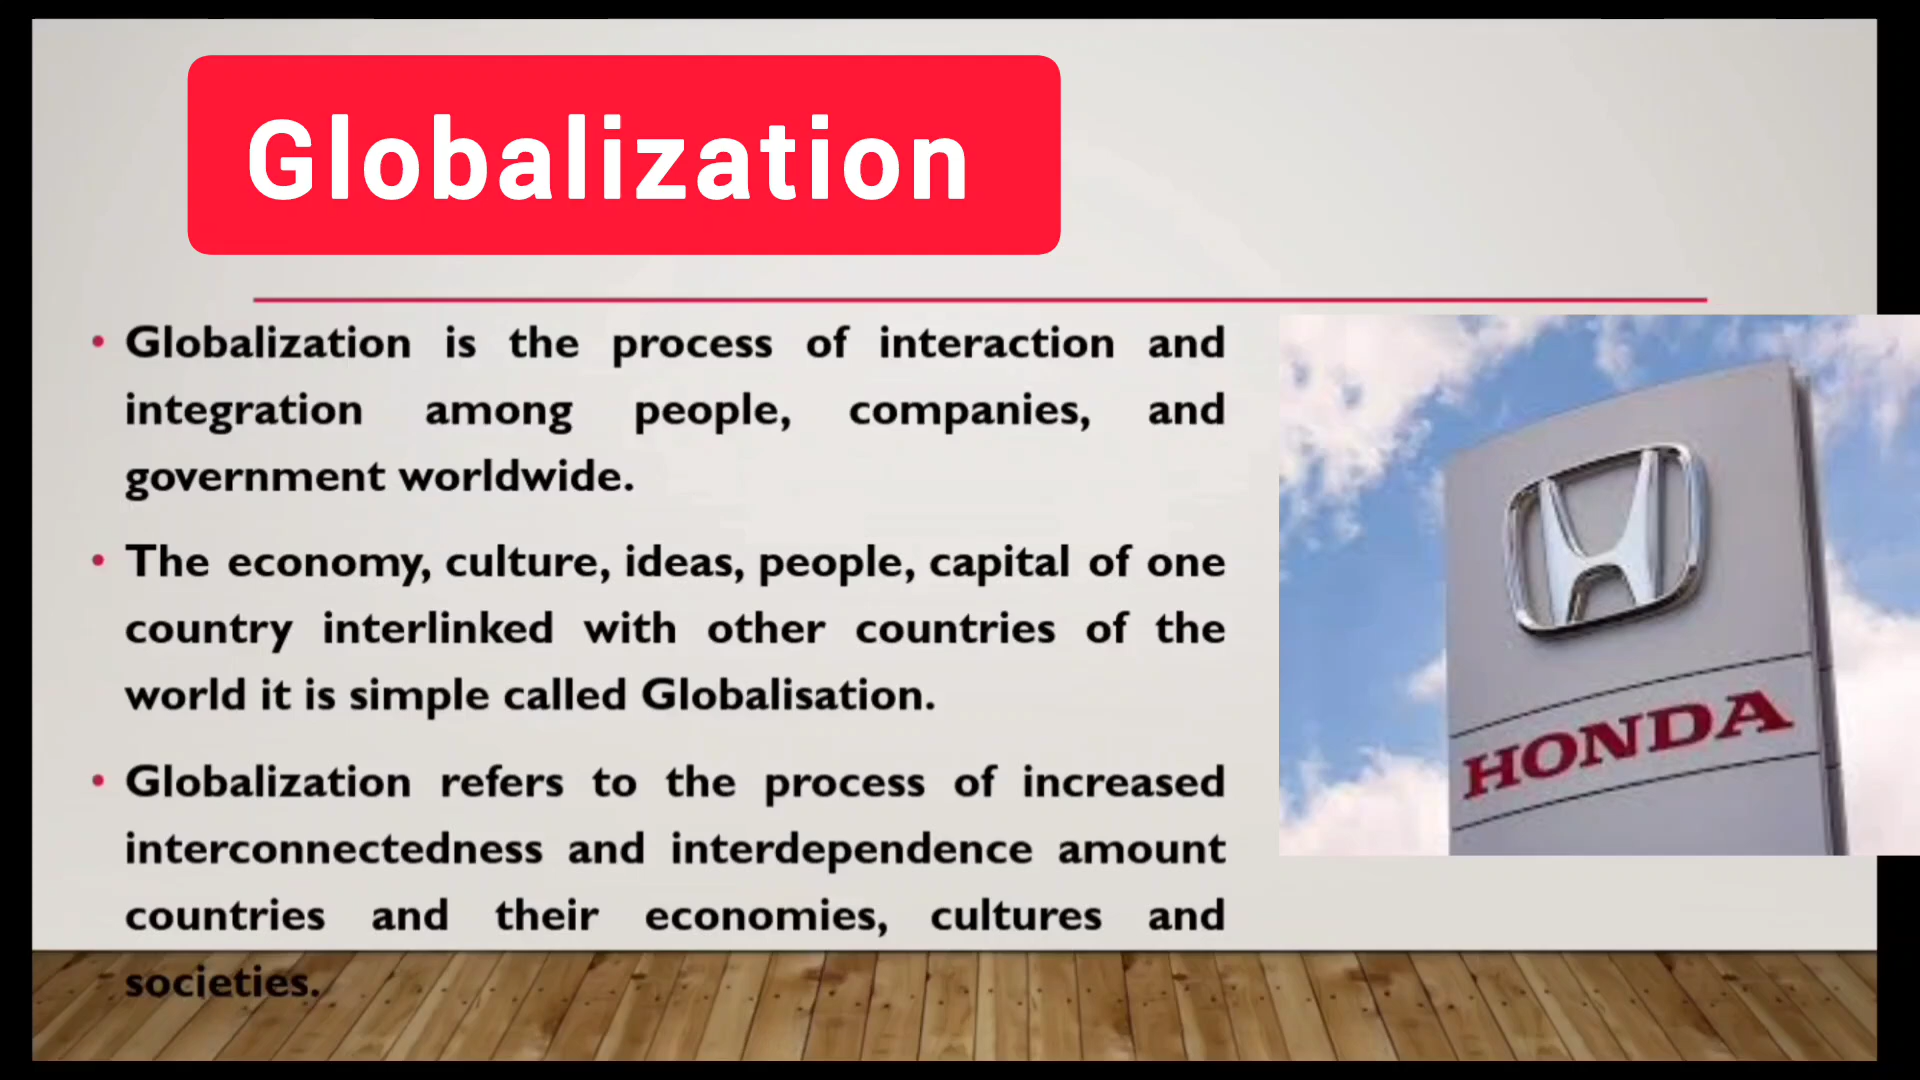 Globalization
• Globalization is the process of interaction and
integration among people, companies, and
government worldwide.
• The economy, culture, ideas, people, capital of one
country interlinked with other countries of the
world it is simple called Globalisation.
• Globalization refers to the process of increased
interconnectedness and interdependence amount
countries and their economies, cultures and
societies.
HONDA